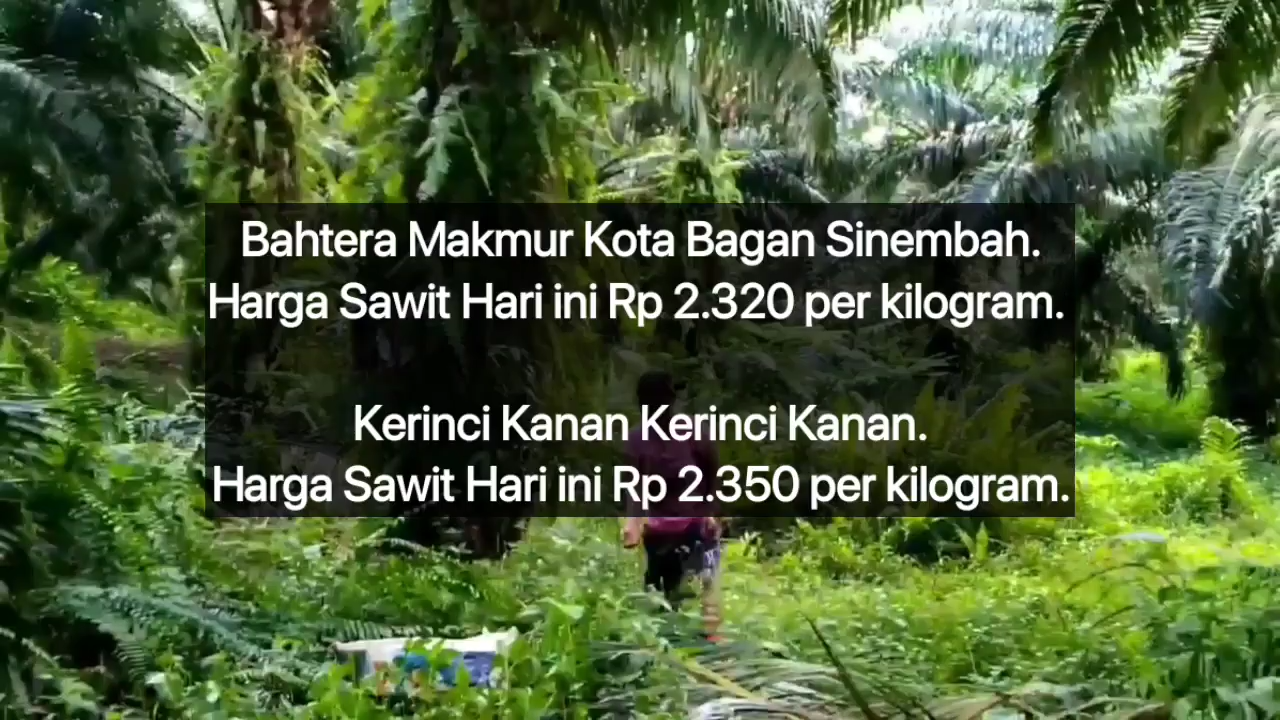 Bahtera Makmur Kota Bagan Sinembah.
Harga Sawit Hari ini Rp 2.320 per kilogram.
Kerinci Kanan Kerinci Kanan.
Harga Sawit Hari ini Rp 2.350 per kilogram.